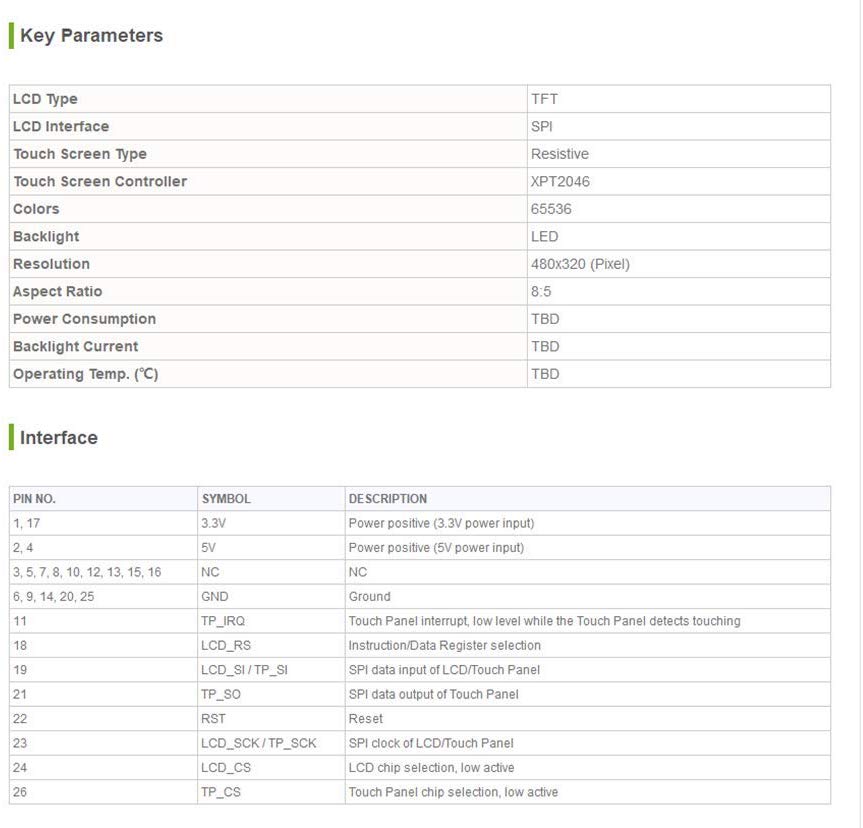 Key Parameters
LCD Type TFT
LCD Interface SPI
Touch Screen Type Resistive
Touch Screen Controller XPT2046
Colors 65536
Backlight LED
Resolution 480x320 (Pixel)
Aspect Ratio 8:5
Power Consumption TBD
Backlight Current TBD
Operating Temp. (℃) TBD
Interface
PIN NO. SYMBOL DESCRIPTION
1, 17 3.3V Power positive (3.3V power input)
2, 4 5V Power positive (5V power input)
3, 5, 7, 8, 10, 12, 13, 15, 16 NC NC
6, 9, 14, 20, 25 GND Ground
11 TP_IRQ Touch Panel interrupt, low level while the Touch Panel detects touching
18 LCD_RS Instruction/Data Register selection
19 LCD_SI / TP_SI SPI data input of LCD/Touch Panel
21 TP_SO SPI data output of Touch Panel
22 RST Reset
23 LCD_SCK / TP_SCK SPI clock of LCD/Touch Panel
24 LCD_CS LCD chip selection, low active
26 TP_CS Touch Panel chip selection, low active